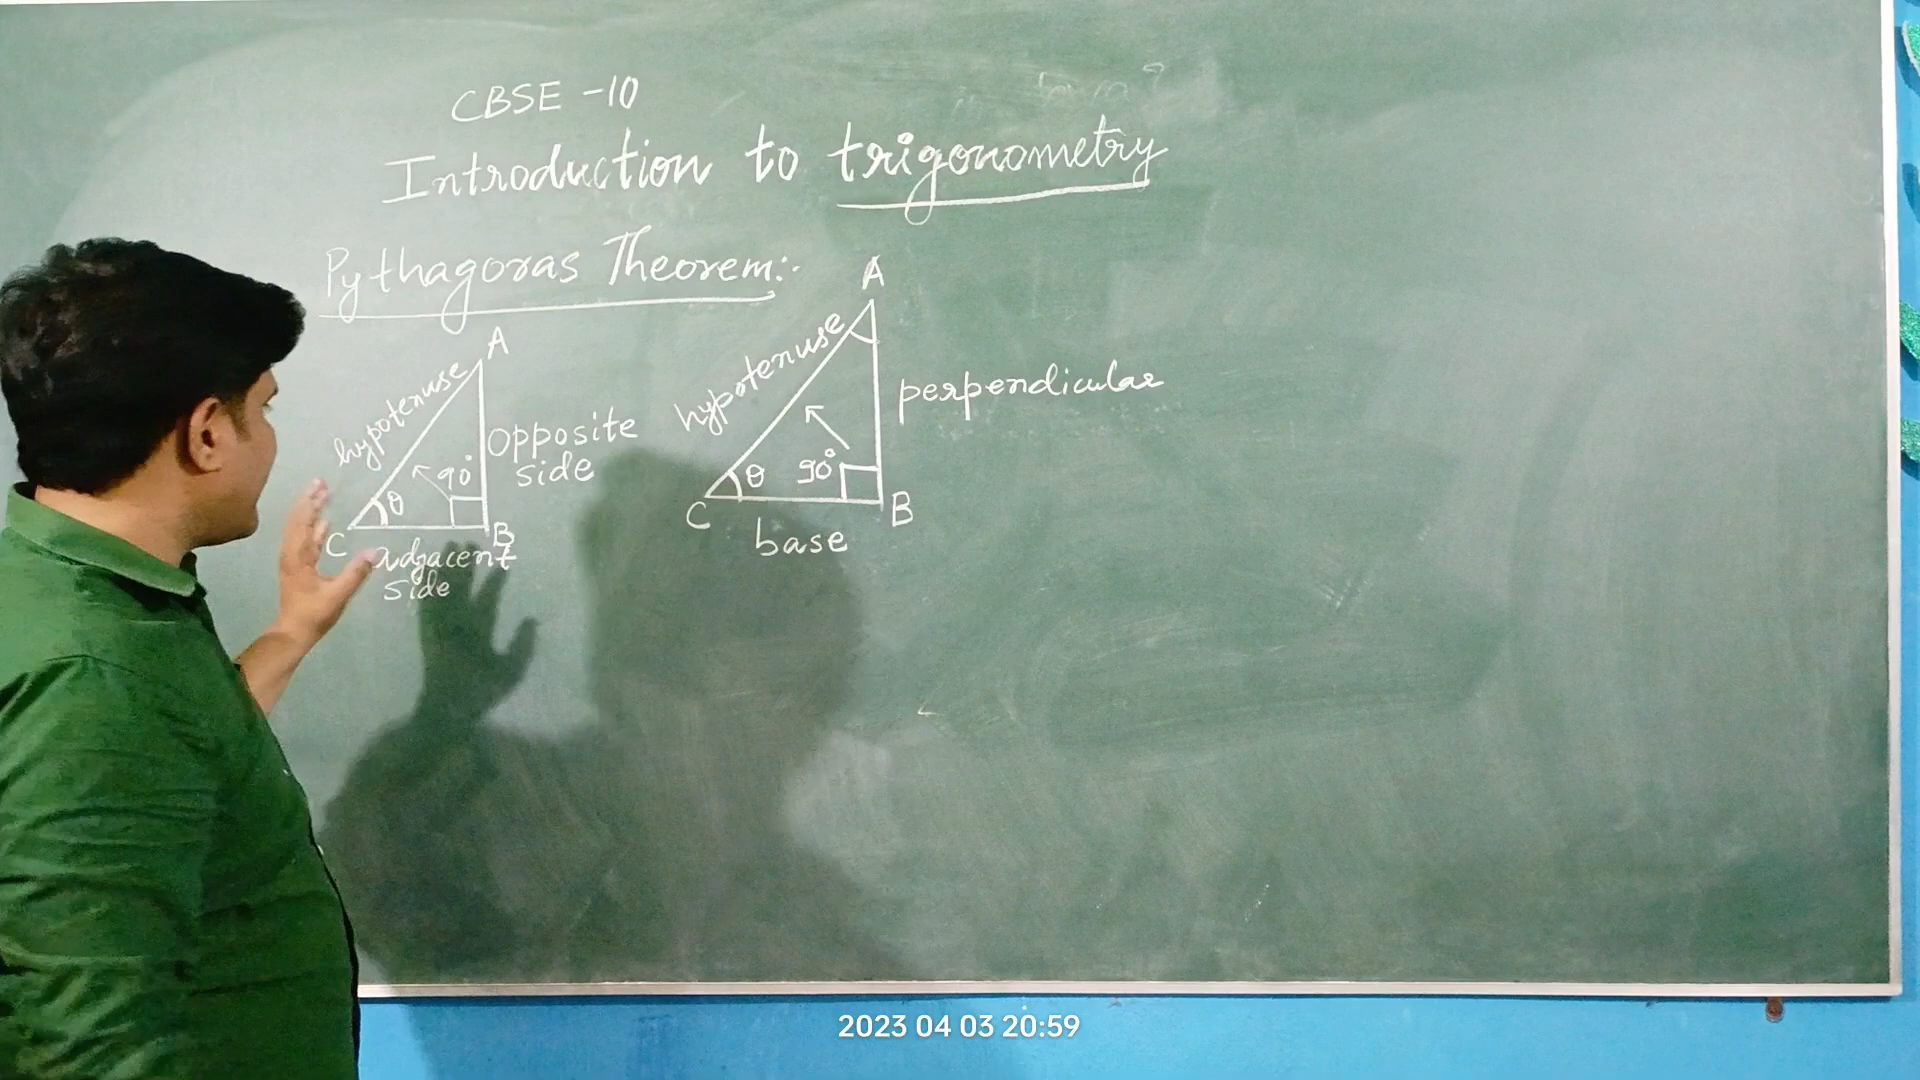 CBSE -10
Introduction to trigonometry
Pythagoras Theorem:-
A
hypotenuse
opposite
side
90°
θ
C
B
adjacent
side
A
hypotenuse
perpendicular
θ
90°
C
B
base
2023 04 03 20:59